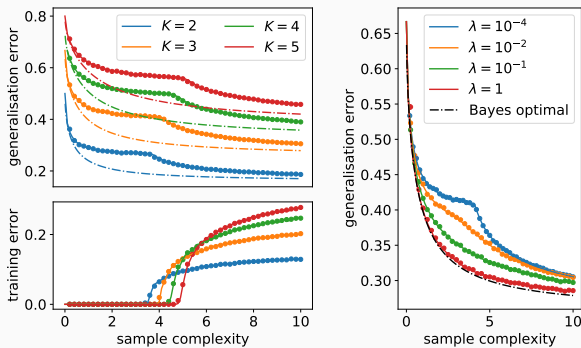 generalisation error
0.8
0.6
0.4
0.2
K = 2
K = 3
K = 4
K = 5
training error
0.2
0.0
0 2 4 6 8 10
sample complexity
generalisation error
0.65
0.60
0.55
0.50
0.45
0.40
0.35
0.30
λ = 10⁻⁴
λ = 10⁻²
λ = 10⁻¹
λ = 1
Bayes optimal
0 5 10
sample complexity